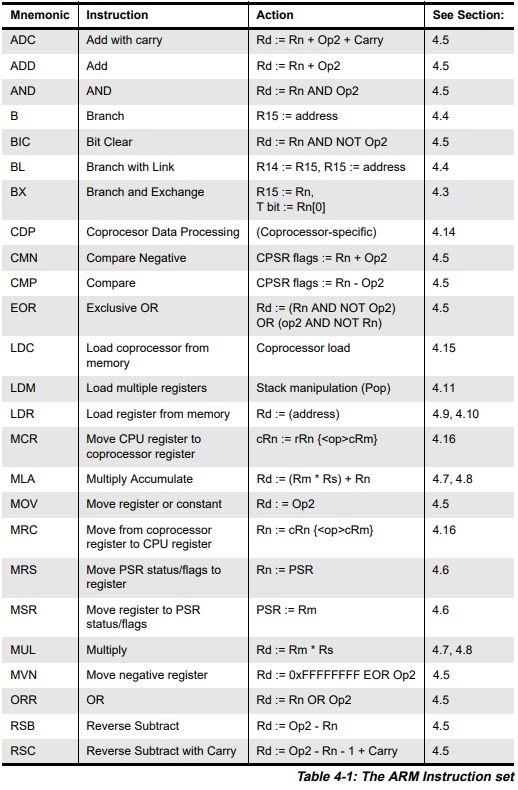 Mnemonic Instruction Action See Section:
ADC Add with carry Rd := Rn + Op2 + Carry 4.5
ADD Add Rd := Rn + Op2 4.5
AND AND Rd := Rn AND Op2 4.5
B Branch R15 := address 4.4
BIC Bit Clear Rd := Rn AND NOT Op2 4.5
BL Branch with Link R14 := R15, R15 := address 4.4
BX Branch and Exchange R15 := Rn, 4.3
T bit := Rn[0]
CDP Coprocesor Data Processing (Coprocessor-specific) 4.14
CMN Compare Negative CPSR flags := Rn + Op2 4.5
CMP Compare CPSR flags := Rn - Op2 4.5
EOR Exclusive OR Rd := (Rn AND NOT Op2) 4.5
OR (op2 AND NOT Rn)
LDC Load coprocessor from Coprocessor load 4.15
memory
LDM Load multiple registers Stack manipulation (Pop) 4.11
LDR Load register from memory Rd := (address) 4.9, 4.10
MCR Move CPU register to cRn := rRn {<op>cRm} 4.16
coprocessor register
MLA Multiply Accumulate Rd := (Rm * Rs) + Rn 4.7, 4.8
MOV Move register or constant Rd : = Op2 4.5
MRC Move from coprocessor Rn := cRn {<op>cRm} 4.16
register to CPU register
MRS Move PSR status/flags to Rn := PSR 4.6
register
MSR Move register to PSR PSR := Rm 4.6
status/flags
MUL Multiply Rd := Rm * Rs 4.7, 4.8
MVN Move negative register Rd := 0xFFFFFFFF EOR Op2 4.5
ORR OR Rd := Rn OR Op2 4.5
RSB Reverse Subtract Rd := Op2 - Rn 4.5
RSC Reverse Subtract with Carry Rd := Op2 - Rn - 1 + Carry 4.5
Table 4-1: The ARM Instruction set